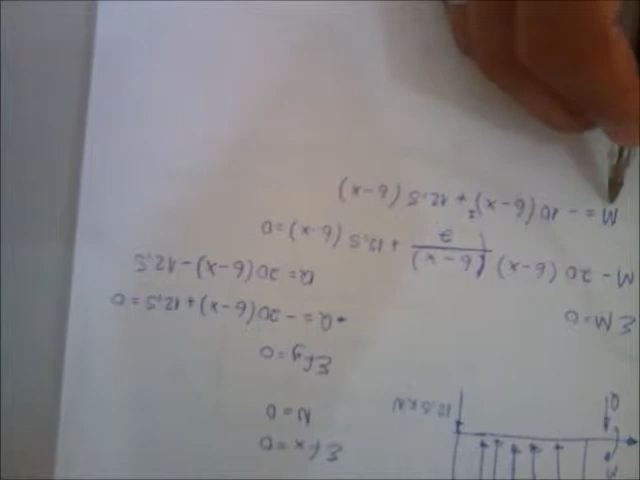 Q
12.5 kN
Σfx=0
N=0
Σfy=0
-Q=-20(6-x)+12,5=0
Q=20(6-x)-12,5
ΣM=0
M-20(6-x)(6-x)/2+12,5(6-x)=0
M=-10(6-x)²+12,5(6-x)